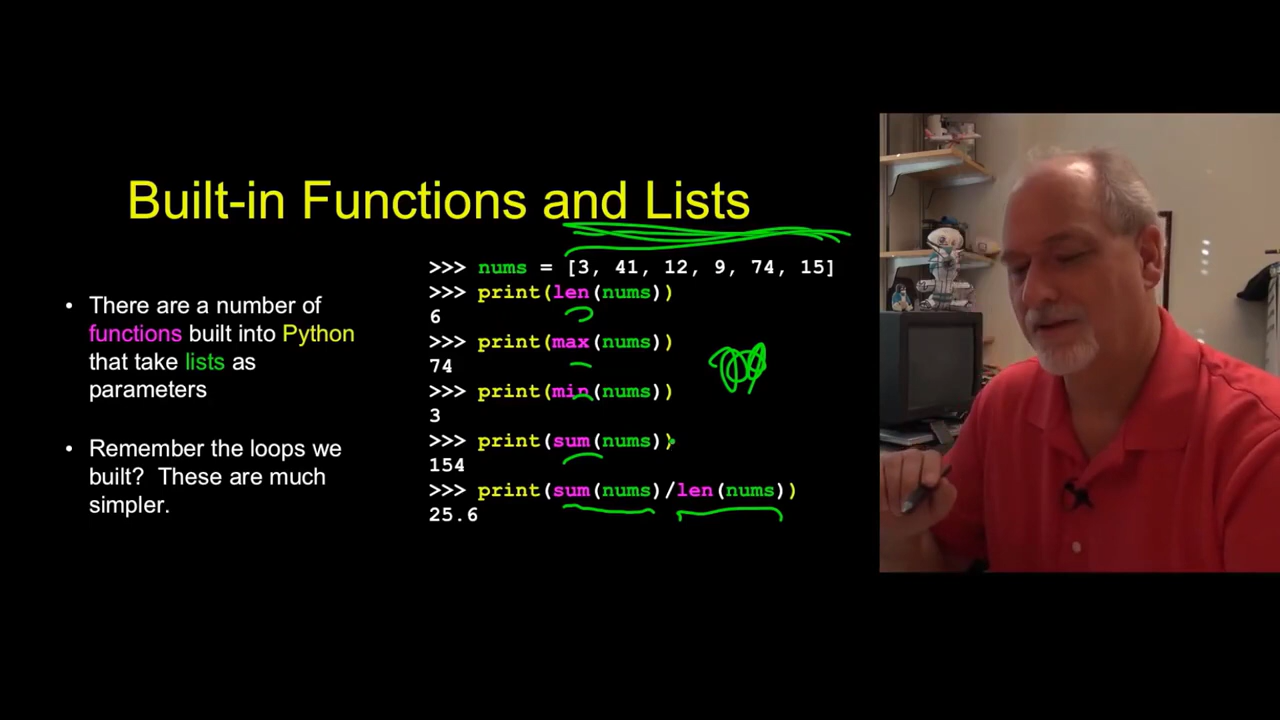 Built-in Functions and Lists
• There are a number of
functions built into Python
that take lists as
parameters
• Remember the loops we
built? These are much
simpler.
>>> nums = [3, 41, 12, 9, 74, 15]
>>> print(len(nums))
6
>>> print(max(nums))
74
>>> print(min(nums))
3
>>> print(sum(nums))
154
>>> print(sum(nums)/len(nums))
25.6